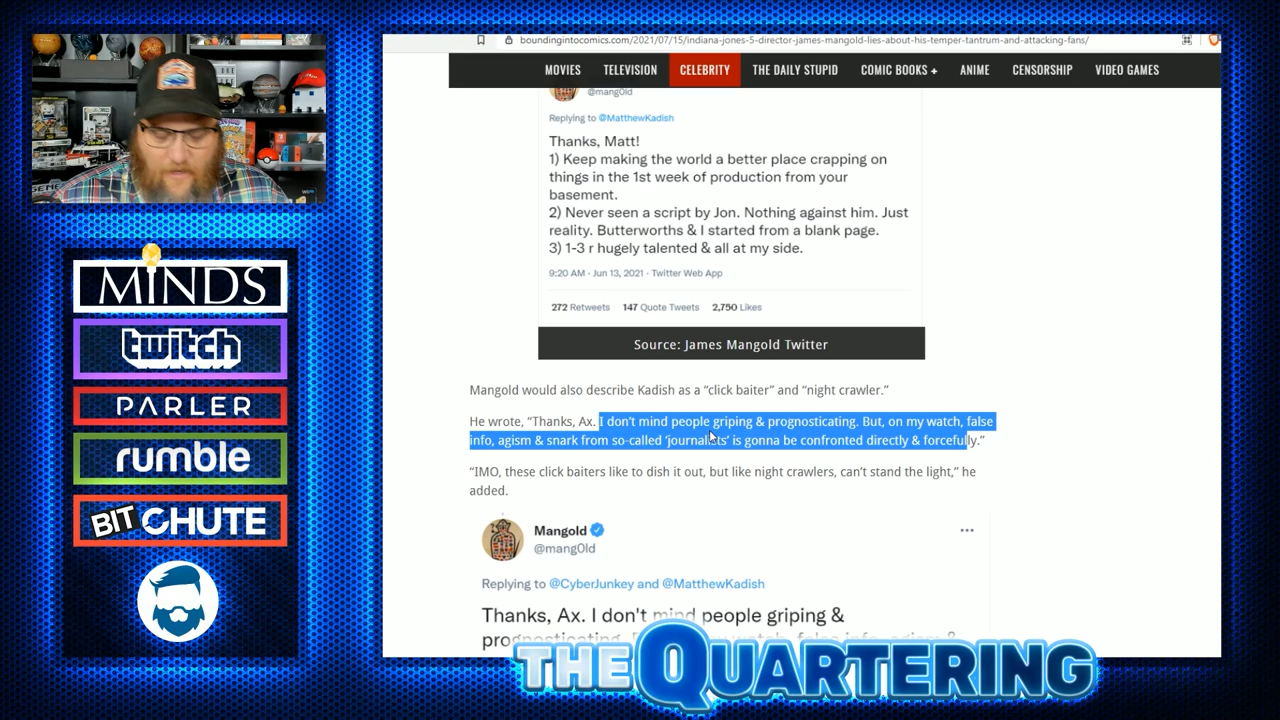 boundingintocomics.com/2021/07/15/indiana-jones-5-director-james-mangold-lies-about-his-temper-tantrum-and-attacking-fans/
MOVIES TELEVISION CELEBRITY THE DAILY STUPID COMIC BOOKS + ANIME CENSORSHIP VIDEO GAMES
@mang0ld
Replying to @MatthewKadish
Thanks, Matt!
1) Keep making the world a better place crapping on
things in the 1st week of production from your
basement.
2) Never seen a script by Jon. Nothing against him. Just
reality. Butterworths & I started from a blank page.
3) 1-3 r hugely talented & all at my side.
9:20 AM · Jun 13, 2021 · Twitter Web App
272 Retweets 147 Quote Tweets 2,750 Likes
Source: James Mangold Twitter
Mangold would also describe Kadish as a “click baiter” and “night crawler.”
He wrote, “Thanks, Ax. I don’t mind people griping & prognosticating. But, on my watch, false
info, agism & snark from so-called ‘journalists’ is gonna be confronted directly & forcefully.”
“IMO, these click baiters like to dish it out, but like night crawlers, can’t stand the light,” he
added.
Mangold
@mang0ld
Replying to @CyberJunkey and @MatthewKadish
Thanks, Ax. I don't mind people griping &
MINDS
twitch
PARLER
rumble
BIT CHUTE
THE QUARTERING